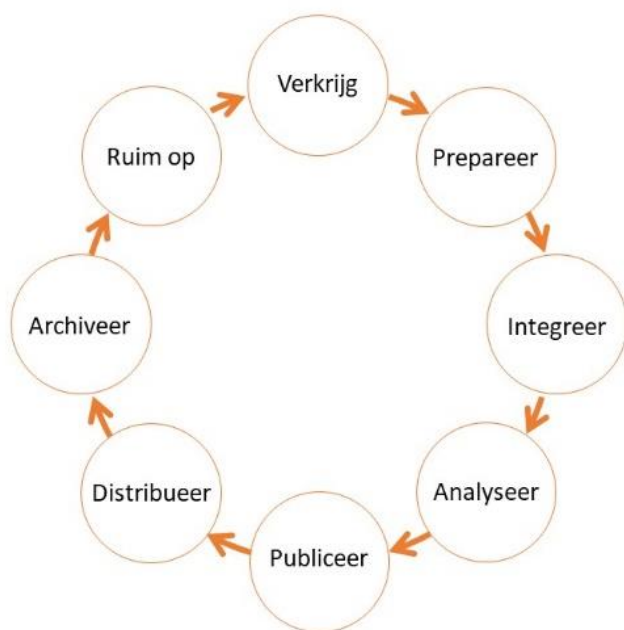 Verkrijg
Prepareer
Integreer
Analyseer
Publiceer
Distribueer
Archiveer
Ruim op